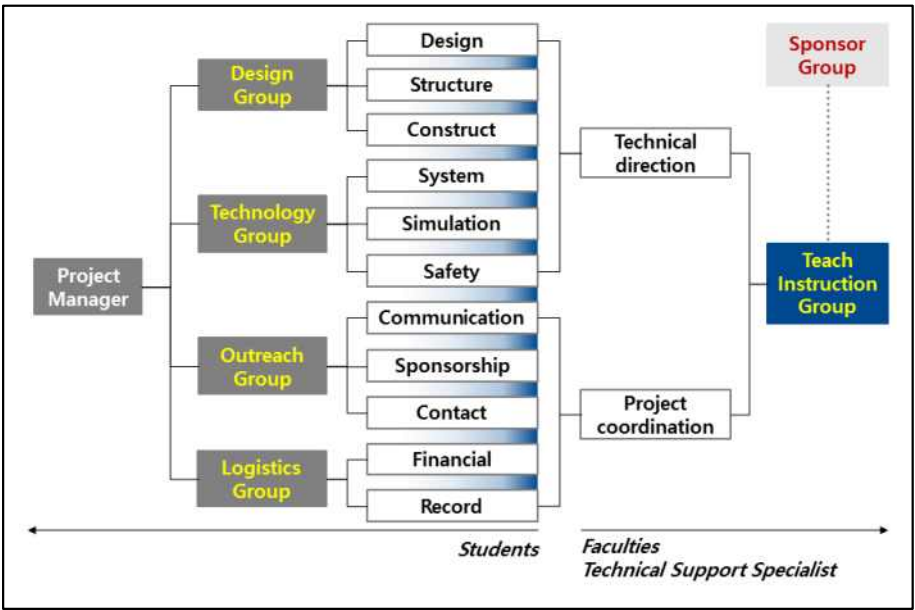 Project
Manager
Design
Group
Technology
Group
Outreach
Group
Logistics
Group
Design
Structure
Construct
System
Simulation
Safety
Communication
Sponsorship
Contact
Financial
Record
Technical
direction
Project
coordination
Sponsor
Group
Teach
Instruction
Group
Students
Faculties
Technical Support Specialist